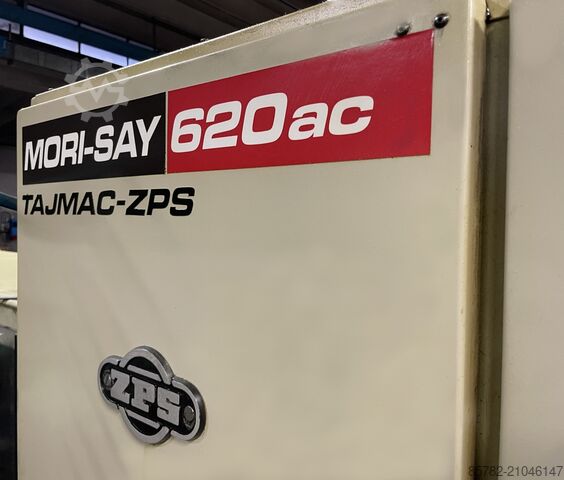 MORI-SAY 620ac
TAJMAC-ZPS
ZPS
85782-21046147